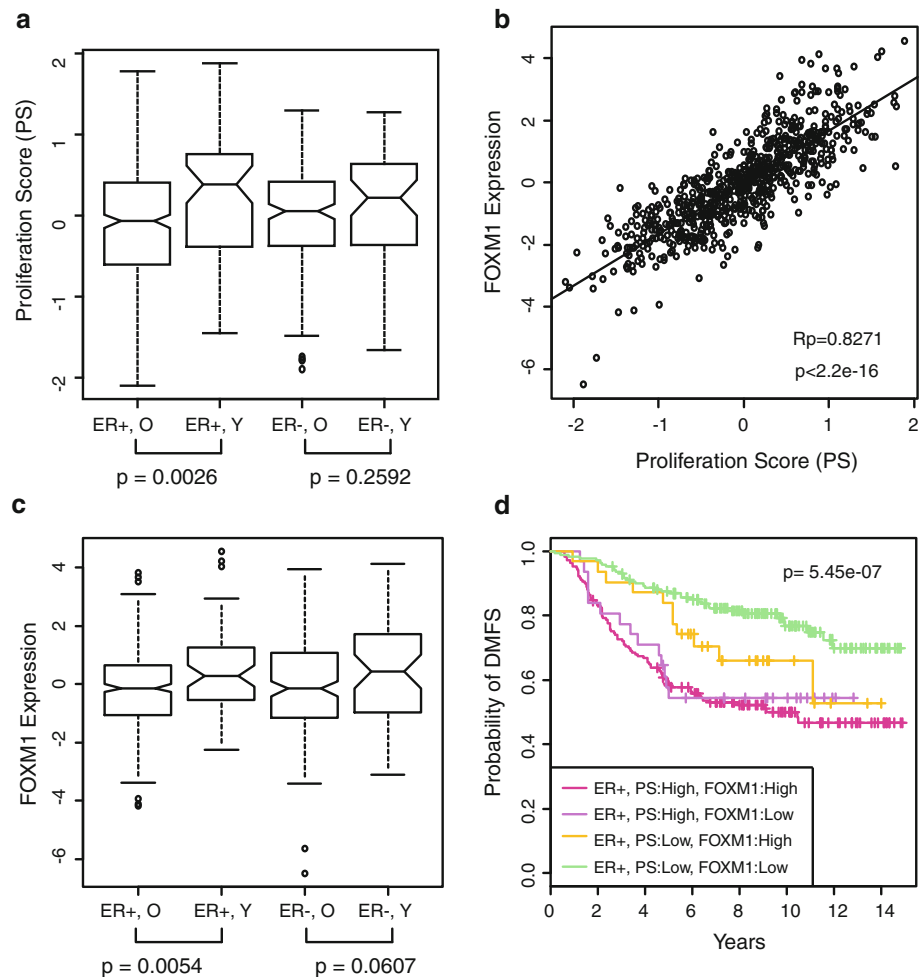 a
Proliferation Score (PS)
2
1
0
-1
-2
ER+, O ER+, Y ER-, O ER-, Y
p = 0.0026 p = 0.2592
b
FOXM1 Expression
4
2
0
-2
-4
-6
Rp=0.8271
p<2.2e-16
-2 -1 0 1 2
Proliferation Score (PS)
c
FOXM1 Expression
4
2
0
-2
-4
-6
ER+, O ER+, Y ER-, O ER-, Y
p = 0.0054 p = 0.0607
d
Probability of DMFS
1.0
0.8
0.6
0.4
0.2
0.0
p= 5.45e-07
ER+, PS:High, FOXM1:High
ER+, PS:High, FOXM1:Low
ER+, PS:Low, FOXM1:High
ER+, PS:Low, FOXM1:Low
0 2 4 6 8 10 12 14
Years